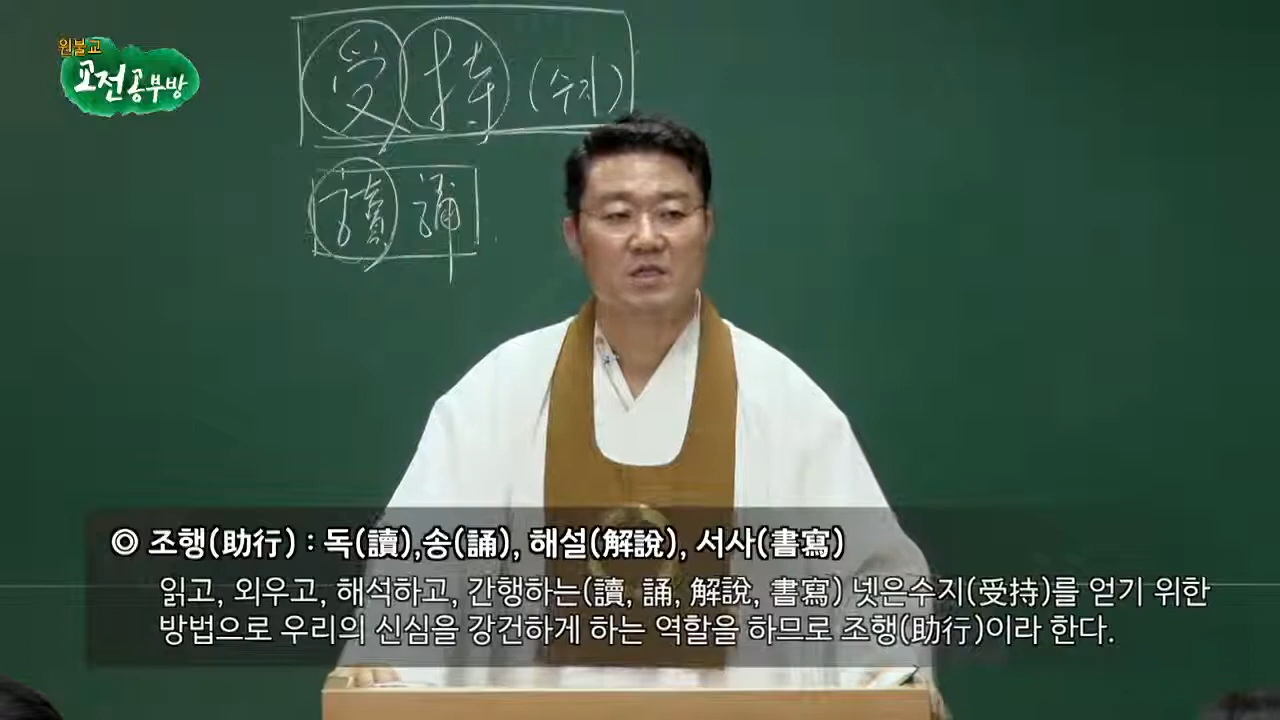 원불교
교전공부방
受持(수지)
讀誦
◎ 조행(助行) : 독(讀),송(誦), 해설(解說), 서사(書寫)
읽고, 외우고, 해석하고, 간행하는(讀, 誦, 解說, 書寫) 넷은수지(受持)를 얻기 위한
방법으로 우리의 신심을 강건하게 하는 역할을 하므로 조행(助行)이라 한다.